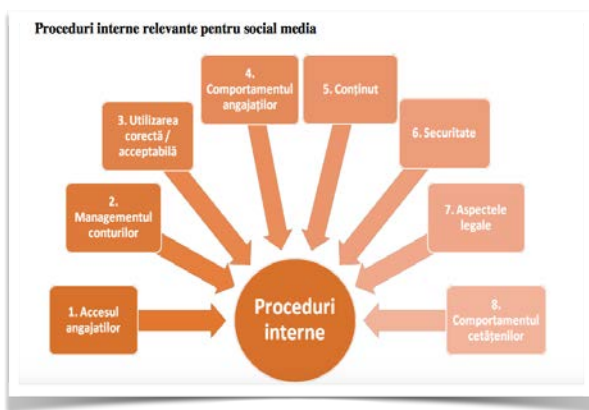 Proceduri interne relevante pentru social media
1. Accesul
angajatilor
2.
Managementul
conturilor
3. Utilizarea
corectă /
acceptabilă
4.
Comportamentul
angajaților
5. Conținut
6. Securitate
7. Aspectele
legale
8.
Comportamentul
cetățenilor
Proceduri
interne